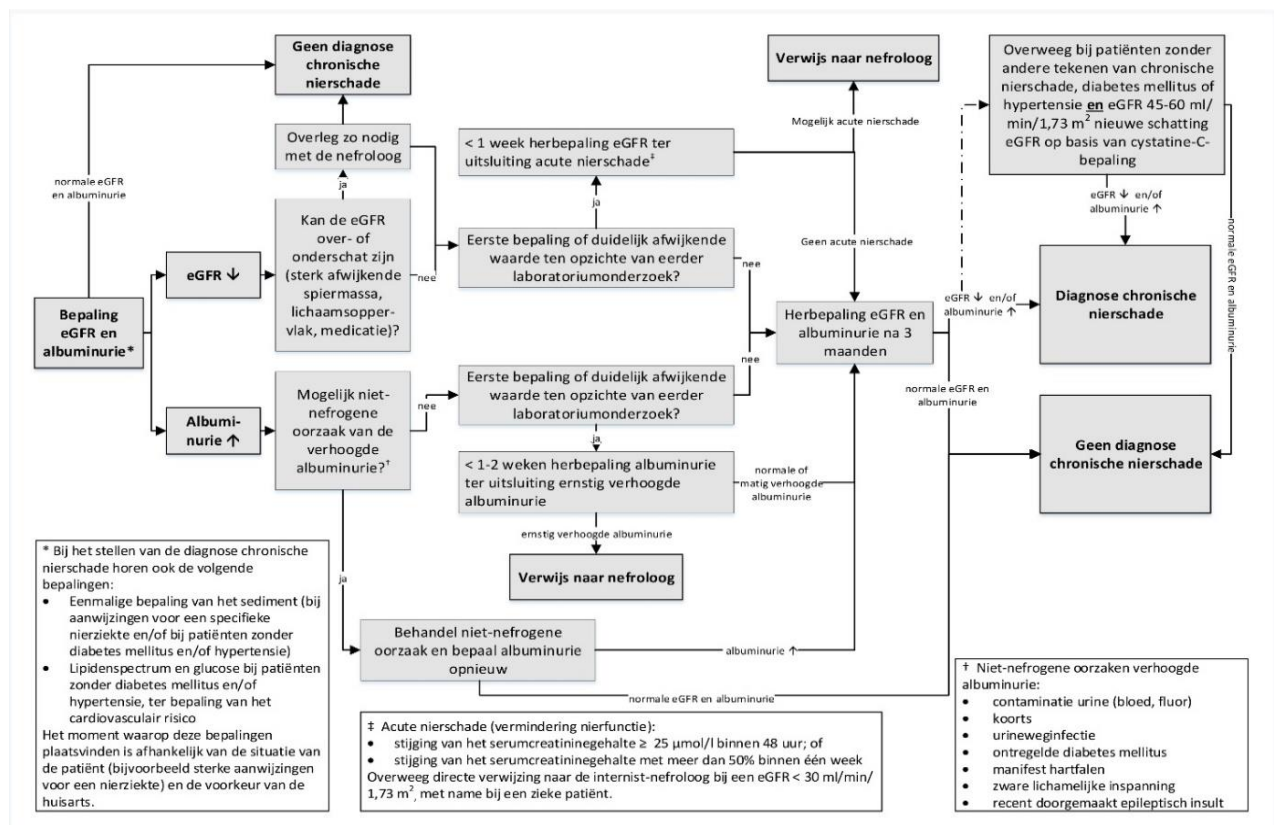 Geen diagnose
chronische
nierschade
Verwijs naar nefroloog
Overweeg bij patiënten zonder
andere tekenen van chronische
nierschade, diabetes mellitus of
hypertensie en eGFR 45-60 ml/
min/1,73 m² nieuwe schatting
eGFR op basis van cystatine-C-
bepaling
Mogelijk acute nierschade
Overleg zo nodig
met de nefroloog
< 1 week herbepaling eGFR ter
uitsluiting acute nierschade‡
normale eGFR
en albuminurie
ja
ja
eGFR ↓ en/of
albuminurie ↑
normale eGFR en albuminurie
Kan de eGFR
over- of
onderschat zijn
(sterk afwijkende
spiermassa,
lichaamsopper-
vlak, medicatie)?
Eerste bepaling of duidelijk afwijkende
waarde ten opzichte van eerder
laboratoriumonderzoek?
Geen acute nierschade
eGFR ↓
nee
nee
Bepaling
eGFR en
albuminurie*
Herbepaling eGFR en
albuminurie na 3
maanden
eGFR ↓ en/of
albuminurie ↑
Diagnose chronische
nierschade
nee
Albumi-
nurie ↑
Mogelijk niet-
nefrogene
oorzaak van de
verhoogde
albuminurie?†
nee
Eerste bepaling of duidelijk afwijkende
waarde ten opzichte van eerder
laboratoriumonderzoek?
normale eGFR en
albuminurie
Geen diagnose
chronische nierschade
ja
< 1-2 weken herbepaling albuminurie
ter uitsluiting ernstig verhoogde
albuminurie
normale of
matig verhoogde
albuminurie
ernstig verhoogde albuminurie
Verwijs naar nefroloog
ja
Behandel niet-nefrogene
oorzaak en bepaal albuminurie
opnieuw
albuminurie ↑
normale eGFR en albuminurie
* Bij het stellen van de diagnose chronische
nierschade horen ook de volgende
bepalingen:
• Eenmalige bepaling van het sediment (bij
aanwijzingen voor een specifieke
nierziekte en/of bij patiënten zonder
diabetes mellitus en/of hypertensie)
• Lipidenspectrum en glucose bij patiënten
zonder diabetes mellitus en/of
hypertensie, ter bepaling van het
cardiovasculair risico
Het moment waarop deze bepalingen
plaatsvinden is afhankelijk van de situatie van
de patiënt (bijvoorbeeld sterke aanwijzingen
voor een nierziekte) en de voorkeur van de
huisarts.
‡ Acute nierschade (vermindering nierfunctie):
• stijging van het serumcreatininegehalte ≥ 25 µmol/l binnen 48 uur; of
• stijging van het serumcreatininegehalte met meer dan 50% binnen één week
Overweeg directe verwijzing naar de internist-nefroloog bij een eGFR < 30 ml/min/
1,73 m², met name bij een zieke patiënt.
† Niet-nefrogene oorzaken verhoogde
albuminurie:
• contaminatie urine (bloed, fluor)
• koorts
• urineweginfectie
• ontregelde diabetes mellitus
• manifest hartfalen
• zware lichamelijke inspanning
• recent doorgemaakt epileptisch insult